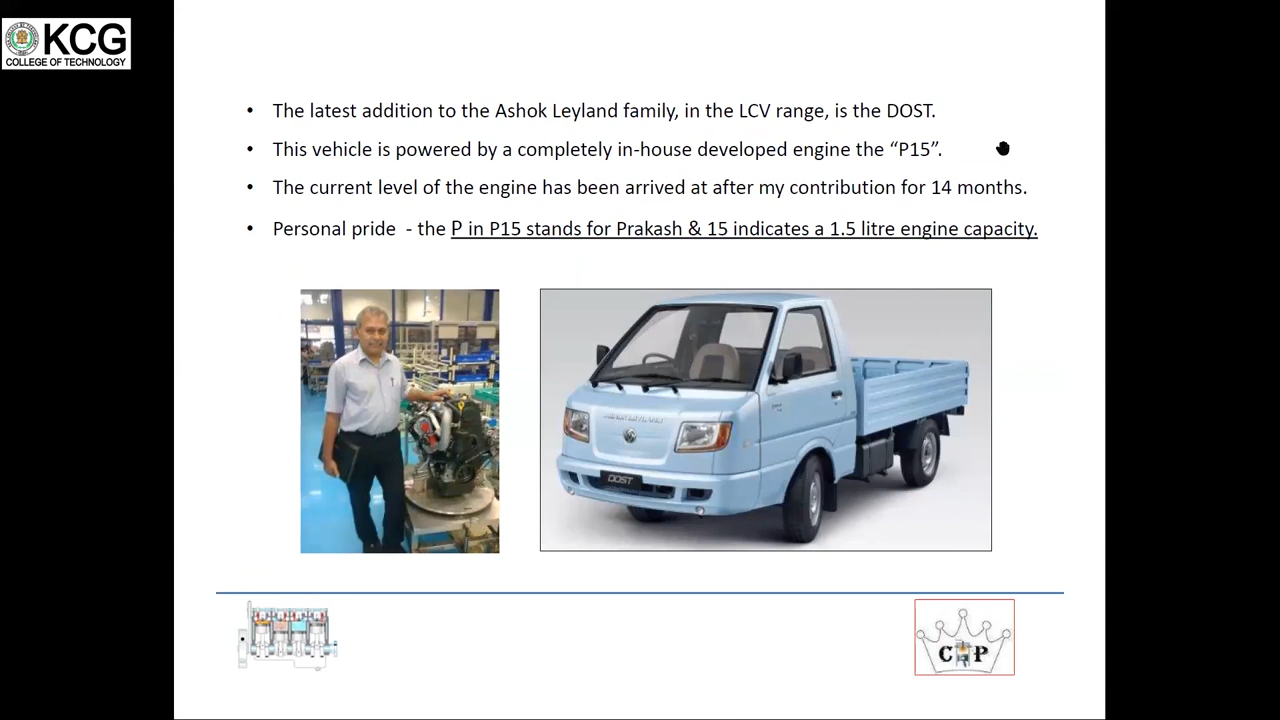 KCG
COLLEGE OF TECHNOLOGY
• The latest addition to the Ashok Leyland family, in the LCV range, is the DOST.
• This vehicle is powered by a completely in-house developed engine the “P15”.
• The current level of the engine has been arrived at after my contribution for 14 months.
• Personal pride - the P in P15 stands for Prakash & 15 indicates a 1.5 litre engine capacity.
ASHOK LEYLAND
DOST
C P